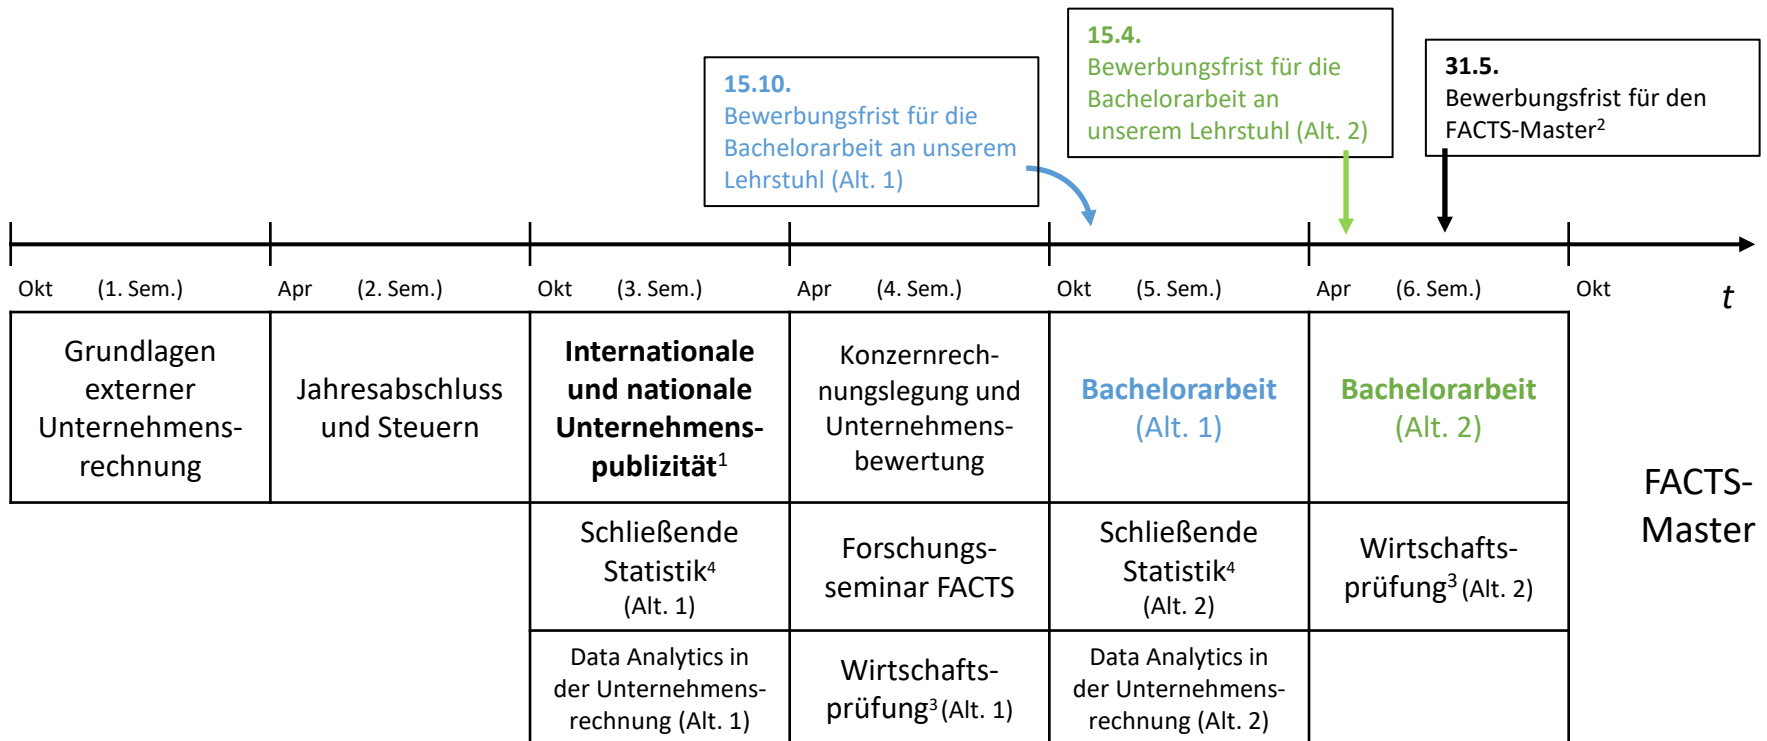 15.10.
Bewerbungsfrist für die
Bachelorarbeit an unserem
Lehrstuhl (Alt. 1)
15.4.
Bewerbungsfrist für die
Bachelorarbeit an
unserem Lehrstuhl (Alt. 2)
31.5.
Bewerbungsfrist für den
FACTS-Master²
Okt (1. Sem.) Apr (2. Sem.) Okt (3. Sem.) Apr (4. Sem.) Okt (5. Sem.) Apr (6. Sem.) Okt t
Grundlagen
externer
Unternehmens-
rechnung
Jahresabschluss
und Steuern
Internationale
und nationale
Unternehmens-
publizität¹
Konzernrech-
nungslegung und
Unternehmens-
bewertung
Bachelorarbeit
(Alt. 1)
Bachelorarbeit
(Alt. 2)
FACTS-
Master
Schließende
Statistik⁴
(Alt. 1)
Forschungs-
seminar FACTS
Schließende
Statistik⁴
(Alt. 2)
Wirtschafts-
prüfung³ (Alt. 2)
Data Analytics in
der Unternehmens-
rechnung (Alt. 1)
Wirtschafts-
prüfung³ (Alt. 1)
Data Analytics in
der Unternehmens-
rechnung (Alt. 2)